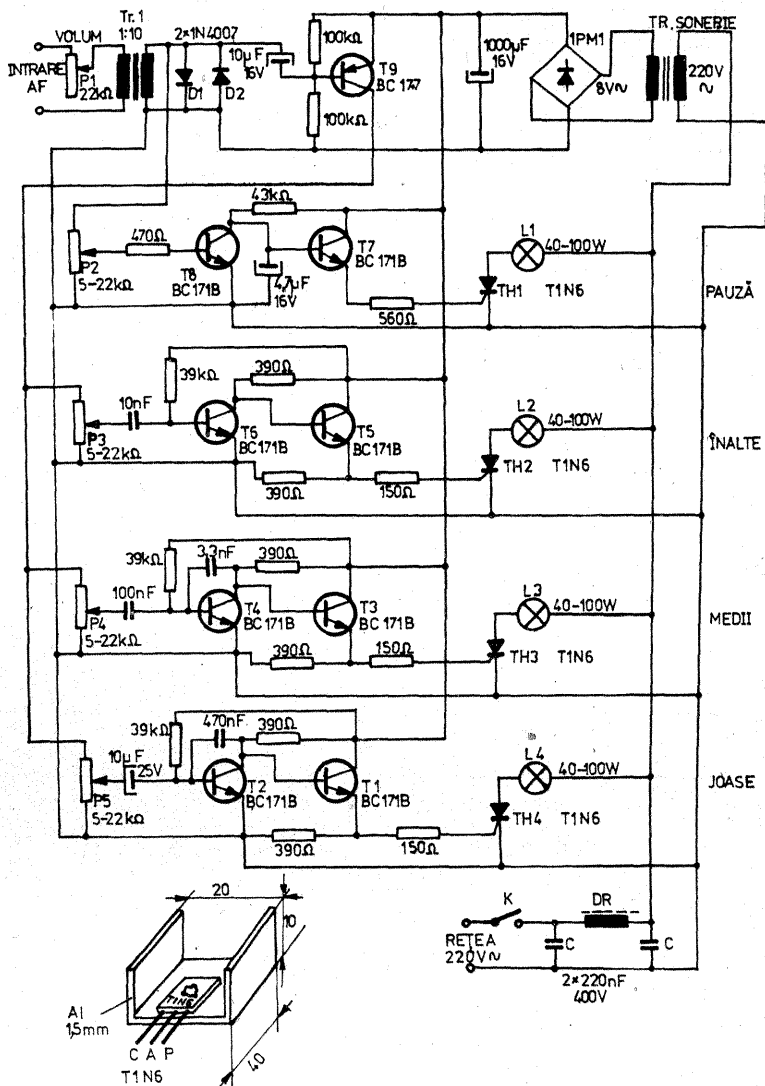 VOLUM
Tr. 1
1:10
2×1N4007
INTRARE
AF
P1
22kΩ
D1
D2
10μF
16V
100kΩ
100kΩ
T9
BC 177
1000μF
16V
1PM1
8V~
TR. SONERIE
220V
~
P2
5-22kΩ
470Ω
T8
BC171B
43kΩ
4,7μF
16V
T7
BC 171B
560Ω
L1
40-100W
TH1
T1N6
PAUZĂ
P3
5-22kΩ
10nF
39kΩ
390Ω
T6
BC171B
T5
BC171B
390Ω
150Ω
L2
40-100W
TH2
T1N6
ÎNALTE
P4
5-22kΩ
100nF
39kΩ
3,3nF
390Ω
T4
BC171B
T3
BC171B
390Ω
150Ω
L3
40-100W
TH3
T1N6
MEDII
P5
5-22kΩ
10μF
25V
39kΩ
470nF
390Ω
T2
BC171B
T1
BC171B
390Ω
150Ω
L4
40-100W
TH4
T1N6
JOASE
20
10
40
Al
1,5mm
T1N6
C A P
T1N6
K
DR
REȚEA
220V~
C
C
2×220nF
400V